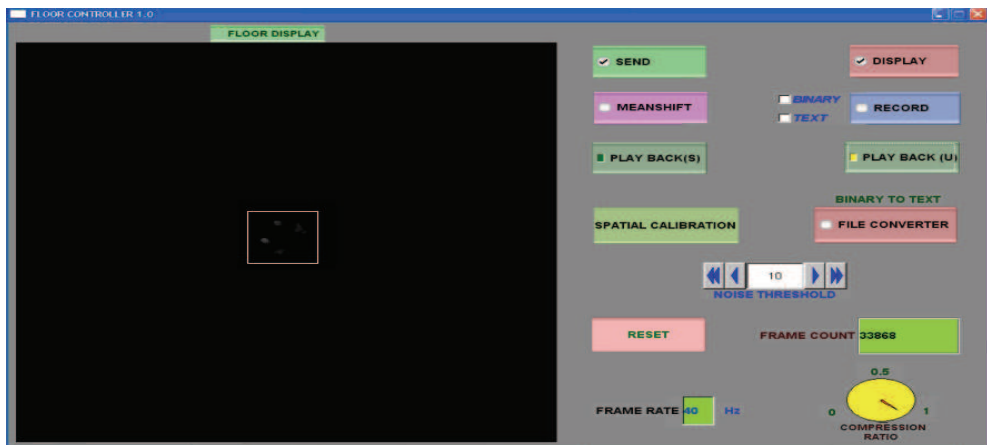 FLOOR CONTROLLER 1.0
FLOOR DISPLAY
SEND
DISPLAY
MEANSHIFT
BINARY
TEXT
RECORD
PLAY BACK(S)
PLAY BACK (U)
BINARY TO TEXT
SPATIAL CALIBRATION
FILE CONVERTER
10
NOISE THRESHOLD
RESET
FRAME COUNT 33868
0.5
FRAME RATE 40 Hz
0
1
COMPRESSION
RATIO